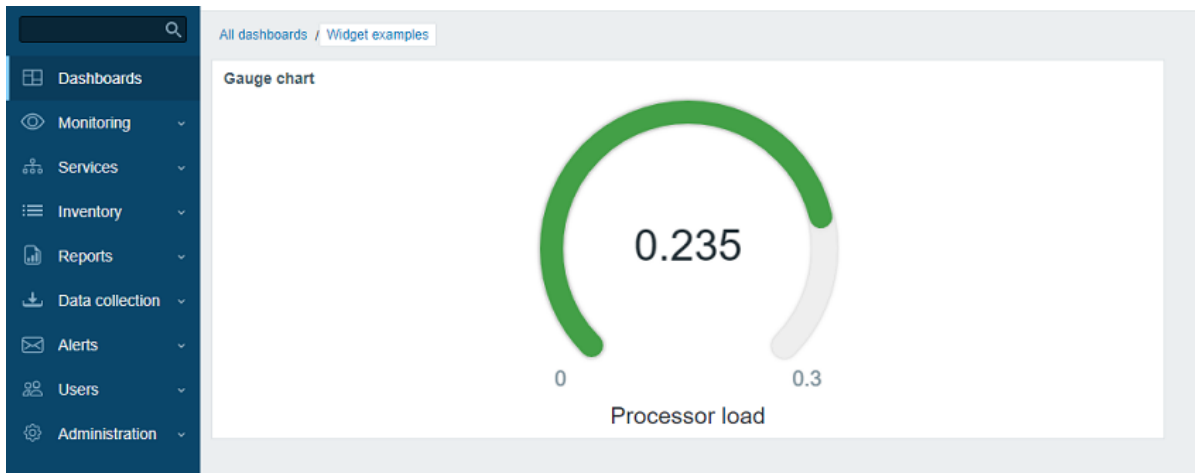 All dashboards / Widget examples
Dashboards
Monitoring
Services
Inventory
Reports
Data collection
Alerts
Users
Administration
Gauge chart
0.235
0 0.3
Processor load